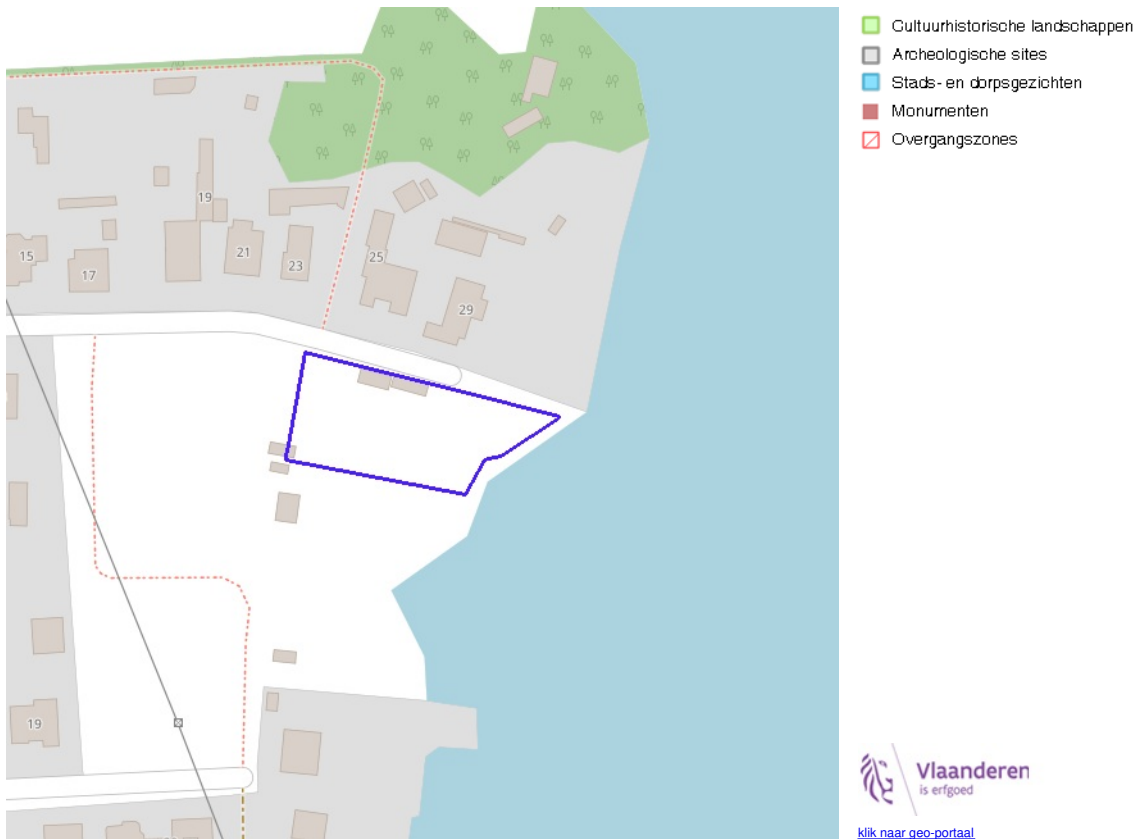 Cultuurhistorische landschappen
Archeologische sites
Stads- en dorpsgezichten
Monumenten
Overgangszones
19
15
17
21
23
25
29
19
Vlaanderen
is erfgoed
klik naar geo-portaal